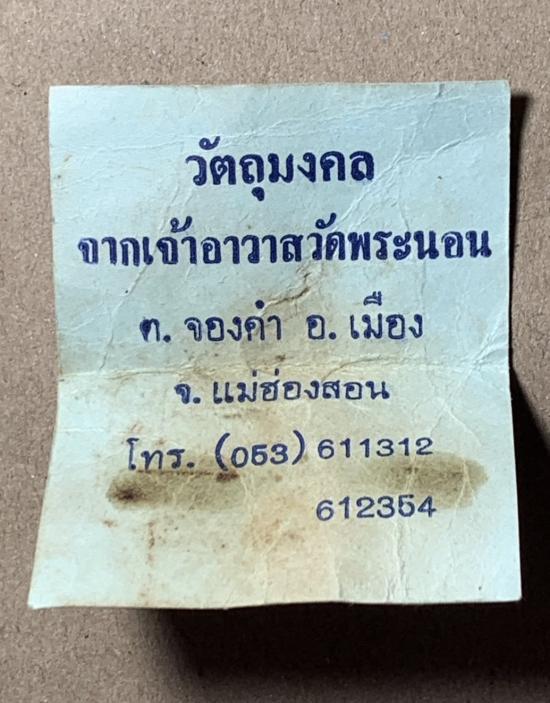 วัตถุมงคล
จากเจ้าอาวาสวัดพระนอน
ต. จองคำ อ. เมือง
จ. แม่ฮ่องสอน
โทร. (053) 611312
612354